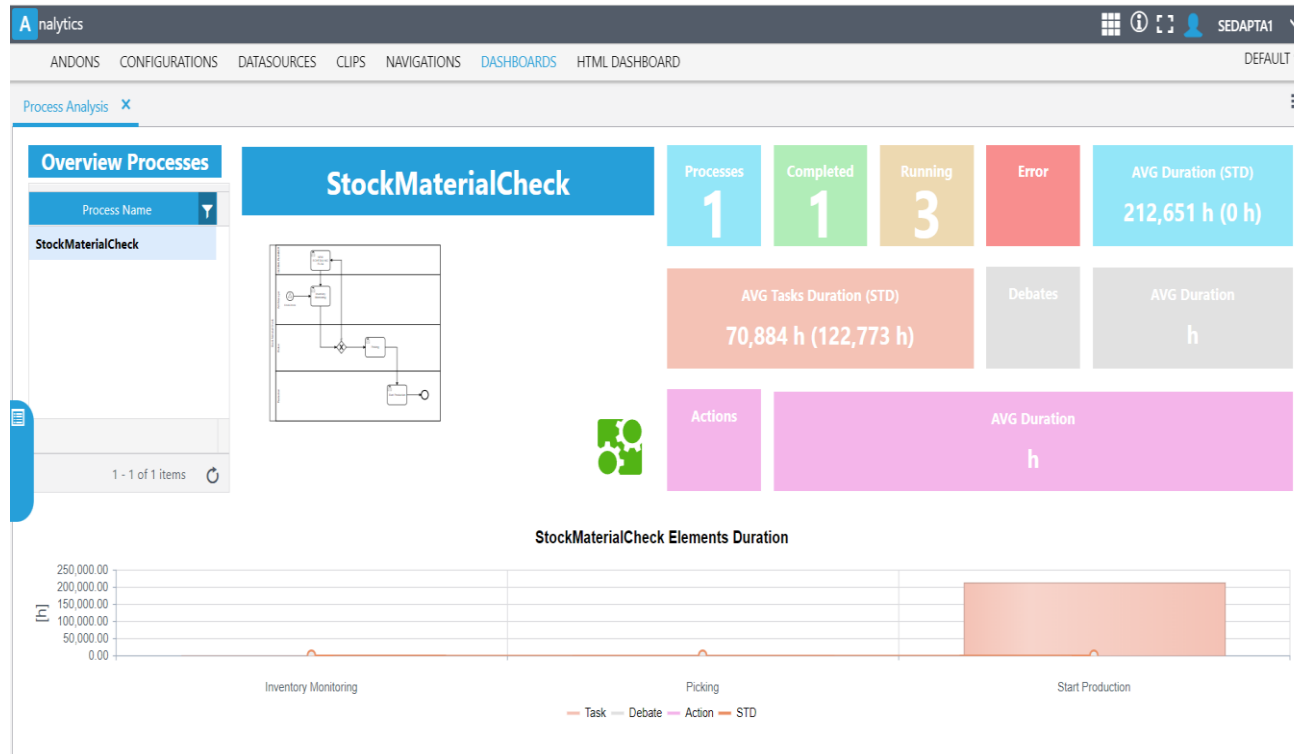 A nalytics
SEDAPTA1
ANDONS CONFIGURATIONS DATASOURCES CLIPS NAVIGATIONS DASHBOARDS HTML DASHBOARD
DEFAULT
Process Analysis X
Overview Processes
Process Name
StockMaterialCheck
1 - 1 of 1 items
StockMaterialCheck
Processes
1
Completed
1
Running
3
Error
AVG Duration (STD)
212,651 h (0 h)
AVG Tasks Duration (STD)
70,884 h (122,773 h)
Debates
AVG Duration
h
Actions
AVG Duration
h
StockMaterialCheck Elements Duration
[h]
250,000.00
200,000.00
150,000.00
100,000.00
50,000.00
0.00
Inventory Monitoring
Picking
Start Production
Task Debate Action STD